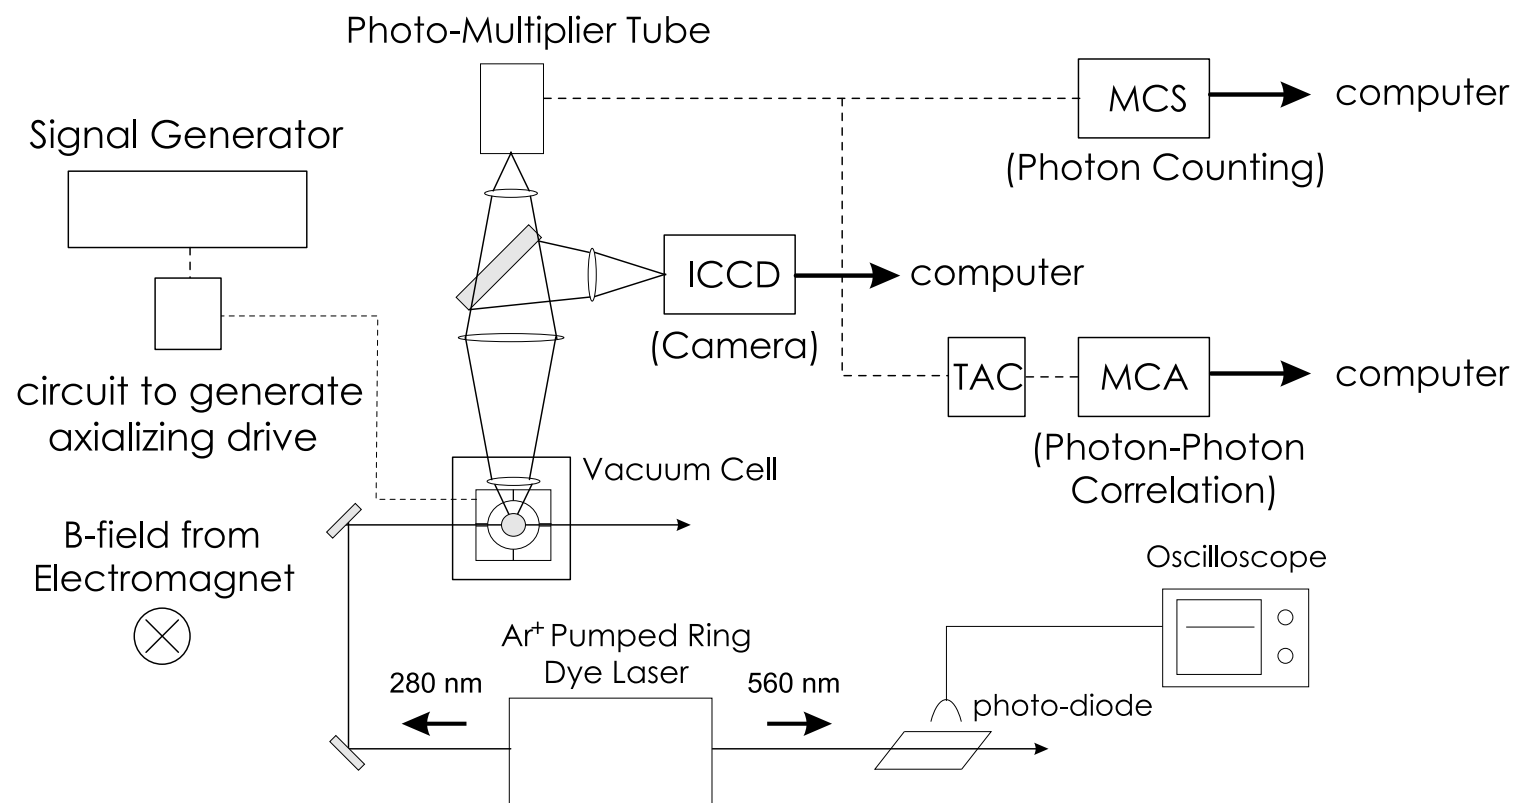 Photo-Multiplier Tube
MCS
computer
(Photon Counting)
Signal Generator
ICCD
computer
(Camera)
TAC
MCA
computer
(Photon-Photon
Correlation)
circuit to generate
axializing drive
Vacuum Cell
B-field from
Electromagnet
Oscilloscope
Ar+ Pumped Ring
Dye Laser
280 nm
560 nm
photo-diode